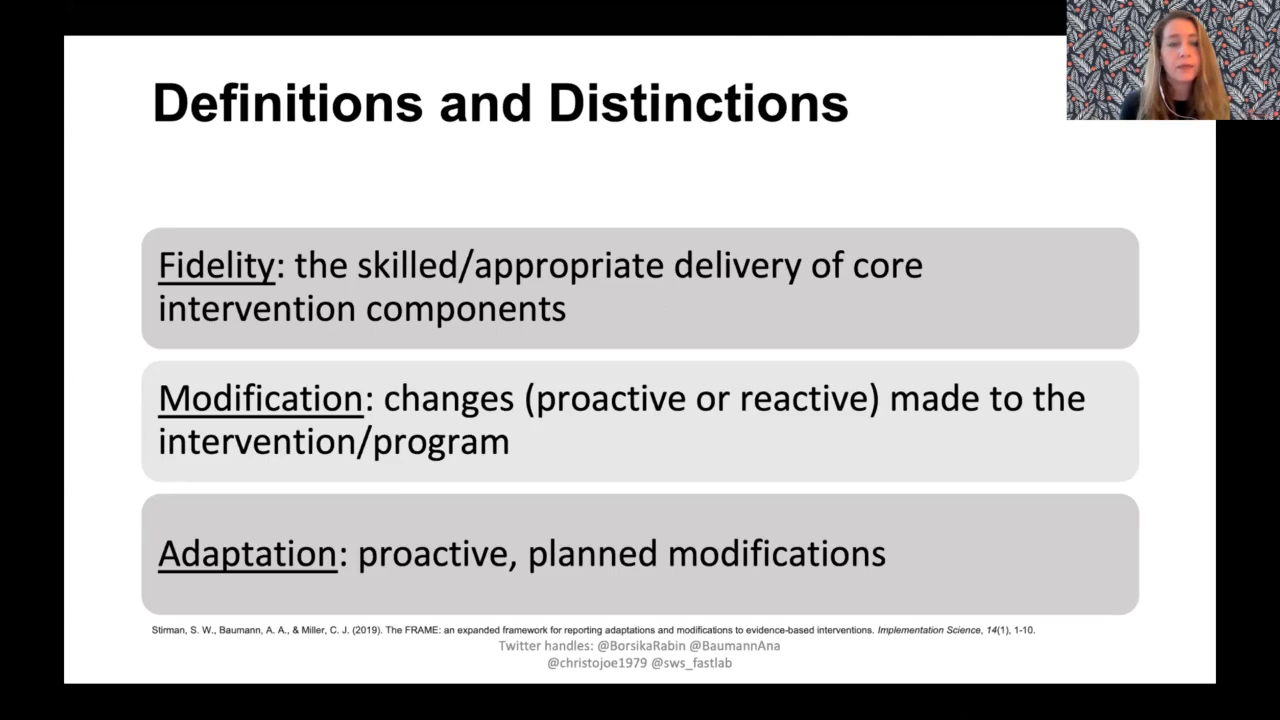 Definitions and Distinctions
Fidelity: the skilled/appropriate delivery of core
intervention components
Modification: changes (proactive or reactive) made to the
intervention/program
Adaptation: proactive, planned modifications
Stirman, S. W., Baumann, A. A., & Miller, C. J. (2019). The FRAME: an expanded framework for reporting adaptations and modifications to evidence-based interventions. Implementation Science, 14(1), 1-10.
Twitter handles: @BorsikaRabin @BaumannAna
@christojoe1979 @sws_fastlab